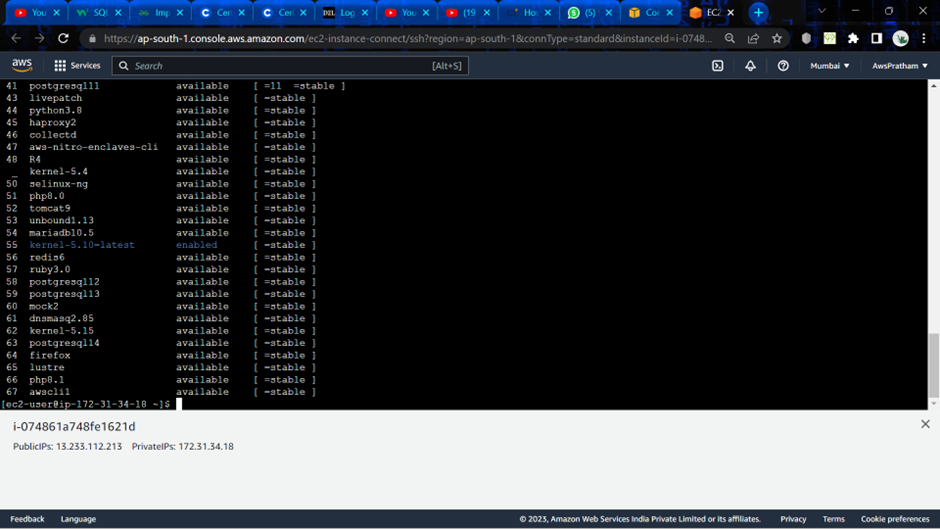 You
SQL
Imp
Cert
Cert
DXL Log
You
(19
Ho
(5)
Co
EC2
https://ap-south-1.console.aws.amazon.com/ec2-instance-connect/ssh?region=ap-south-1&connType=standard&instanceId=i-0748...
aws Services Search [Alt+S] Mumbai AwsPratham
41 postgresql11 available [ =11 =stable ]
43 livepatch available [ =stable ]
44 python3.8 available [ =stable ]
45 haproxy2 available [ =stable ]
46 collectd available [ =stable ]
47 aws-nitro-enclaves-cli available [ =stable ]
48 R4 available [ =stable ]
_ kernel-5.4 available [ =stable ]
50 selinux-ng available [ =stable ]
51 php8.0 available [ =stable ]
52 tomcat9 available [ =stable ]
53 unbound1.13 available [ =stable ]
54 mariadb10.5 available [ =stable ]
55 kernel-5.10=latest enabled [ =stable ]
56 redis6 available [ =stable ]
57 ruby3.0 available [ =stable ]
58 postgresql12 available [ =stable ]
59 postgresql13 available [ =stable ]
60 mock2 available [ =stable ]
61 dnsmasq2.85 available [ =stable ]
62 kernel-5.15 available [ =stable ]
63 postgresql14 available [ =stable ]
64 firefox available [ =stable ]
65 lustre available [ =stable ]
66 php8.1 available [ =stable ]
67 awscli1 available [ =stable ]
[ec2-user@ip-172-31-34-18 ~]$
i-074861a748fe1621d
PublicIPs: 13.233.112.213 PrivateIPs: 172.31.34.18
Feedback Language © 2023, Amazon Web Services India Private Limited or its affiliates. Privacy Terms Cookie preferences